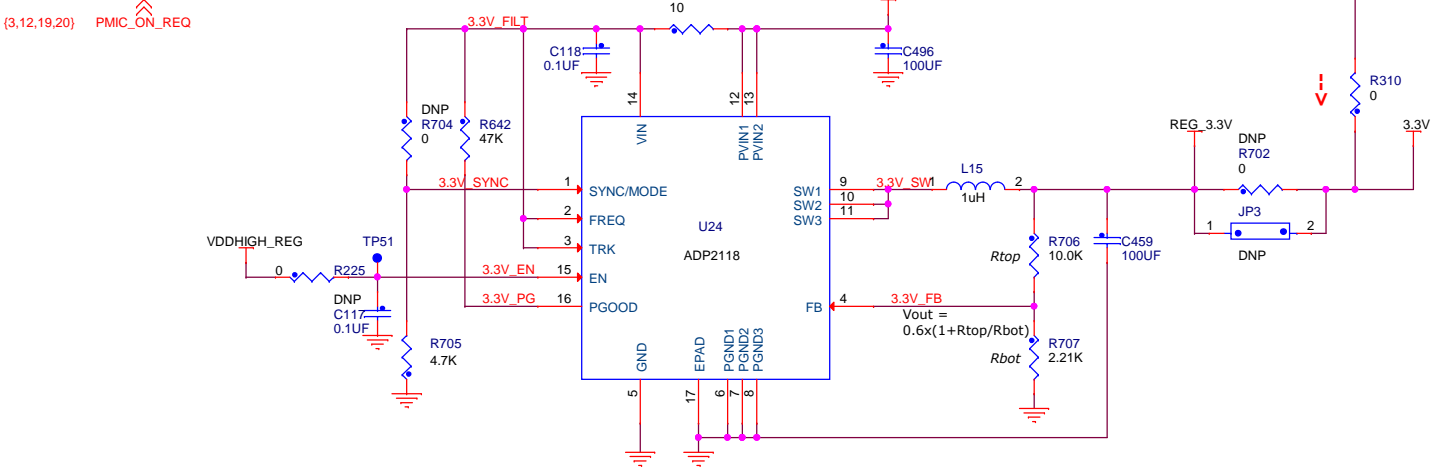 {3,12,19,20} PMIC_ON_REQ
10
3.3V_FILT
C118
0.1UF
C496
100UF
DNP
R704
0
R642
47K
14
12
13
VIN
PVIN1
PVIN2
R310
0
REG_3.3V
3.3V
DNP
0
R702
JP3
1
2
DNP
3.3V_SYNC
1
SYNC/MODE
2
FREQ
3
TRK
3.3V_EN
15
EN
3.3V_PG
16
PGOOD
U24
ADP2118
SW1
9
SW2
10
SW3
11
3.3V_SW
1
L15
1uH
2
Rtop
R706
10.0K
C459
100UF
FB
4
3.3V_FB
Vout =
0.6x(1+Rtop/Rbot)
Rbot
R707
2.21K
VDDHIGH_REG
TP51
0
R225
DNP
C117
0.1UF
R705
4.7K
GND
EPAD
PGND1
PGND2
PGND3
5
17
6
7
8